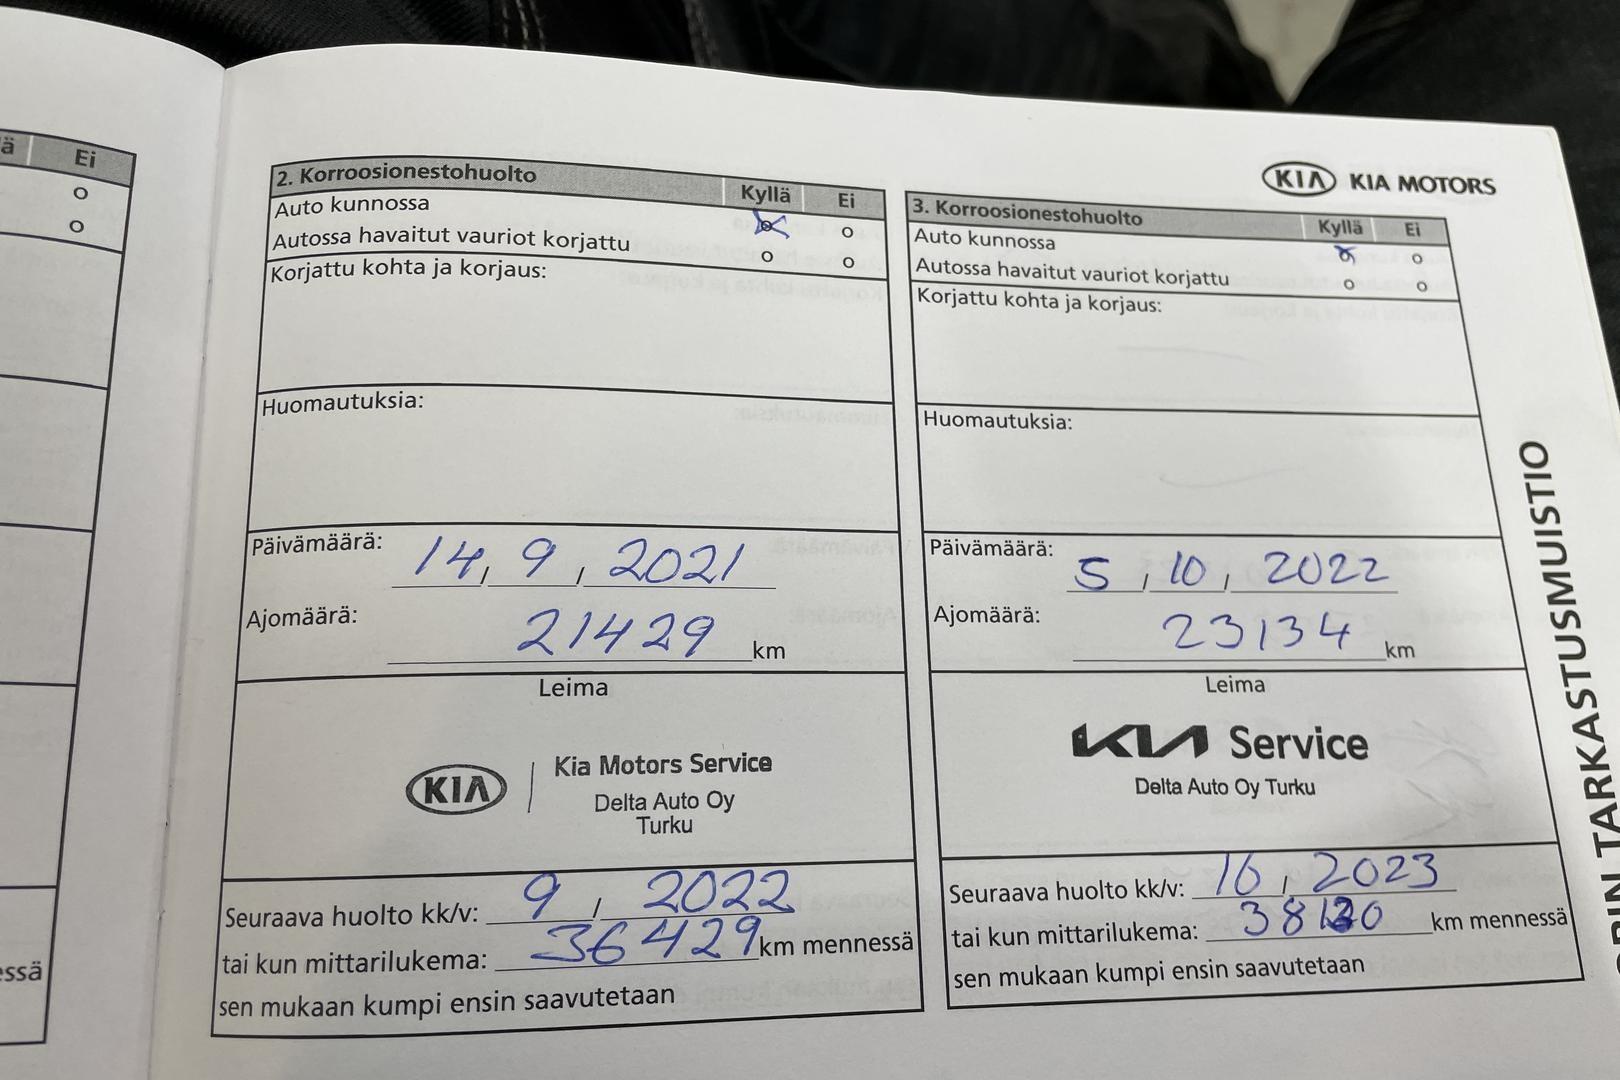 ä Ei
o
o
essä
2. Korroosionestohuolto Kyllä Ei
Auto kunnossa o
Autossa havaitut vauriot korjattu o o
Korjattu kohta ja korjaus:
Huomautuksia:
Päivämäärä: 14, 9, 2021
Ajomäärä: 21429 km
Leima
KIA Kia Motors Service
Delta Auto Oy
Turku
Seuraava huolto kk/v: 9, 2022
tai kun mittarilukema: 36429 km mennessä
sen mukaan kumpi ensin saavutetaan
KIA KIA MOTORS
3. Korroosionestohuolto Kyllä Ei
Auto kunnossa o
Autossa havaitut vauriot korjattu o o
Korjattu kohta ja korjaus:
Huomautuksia:
Päivämäärä: 5, 10, 2022
Ajomäärä: 23134 km
Leima
KIA Service
Delta Auto Oy Turku
Seuraava huolto kk/v: 10, 2023
tai kun mittarilukema: km mennessä
sen mukaan kumpi ensin saavutetaan
TARKASTUSMUISTIO